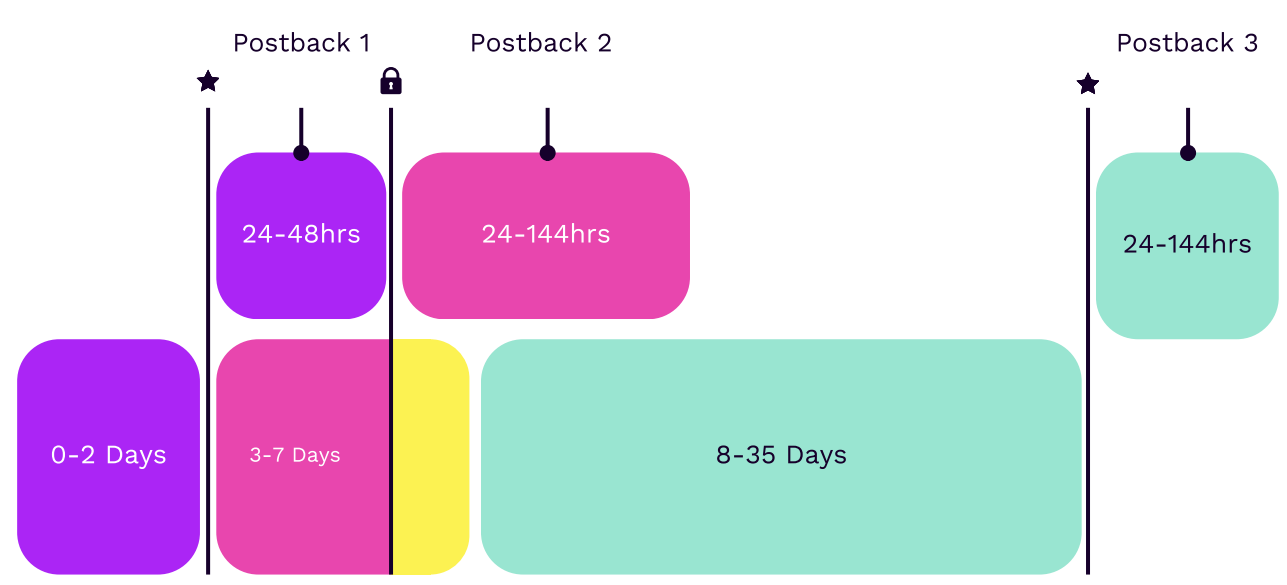 Postback 1
Postback 2
Postback 3
24-48hrs
24-144hrs
24-144hrs
0-2 Days
3-7 Days
8-35 Days